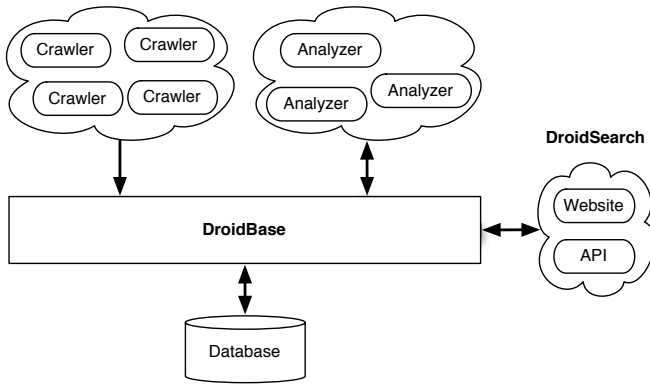 Crawler
Crawler
Crawler
Crawler
Analyzer
Analyzer
Analyzer
DroidSearch
Website
API
DroidBase
Database